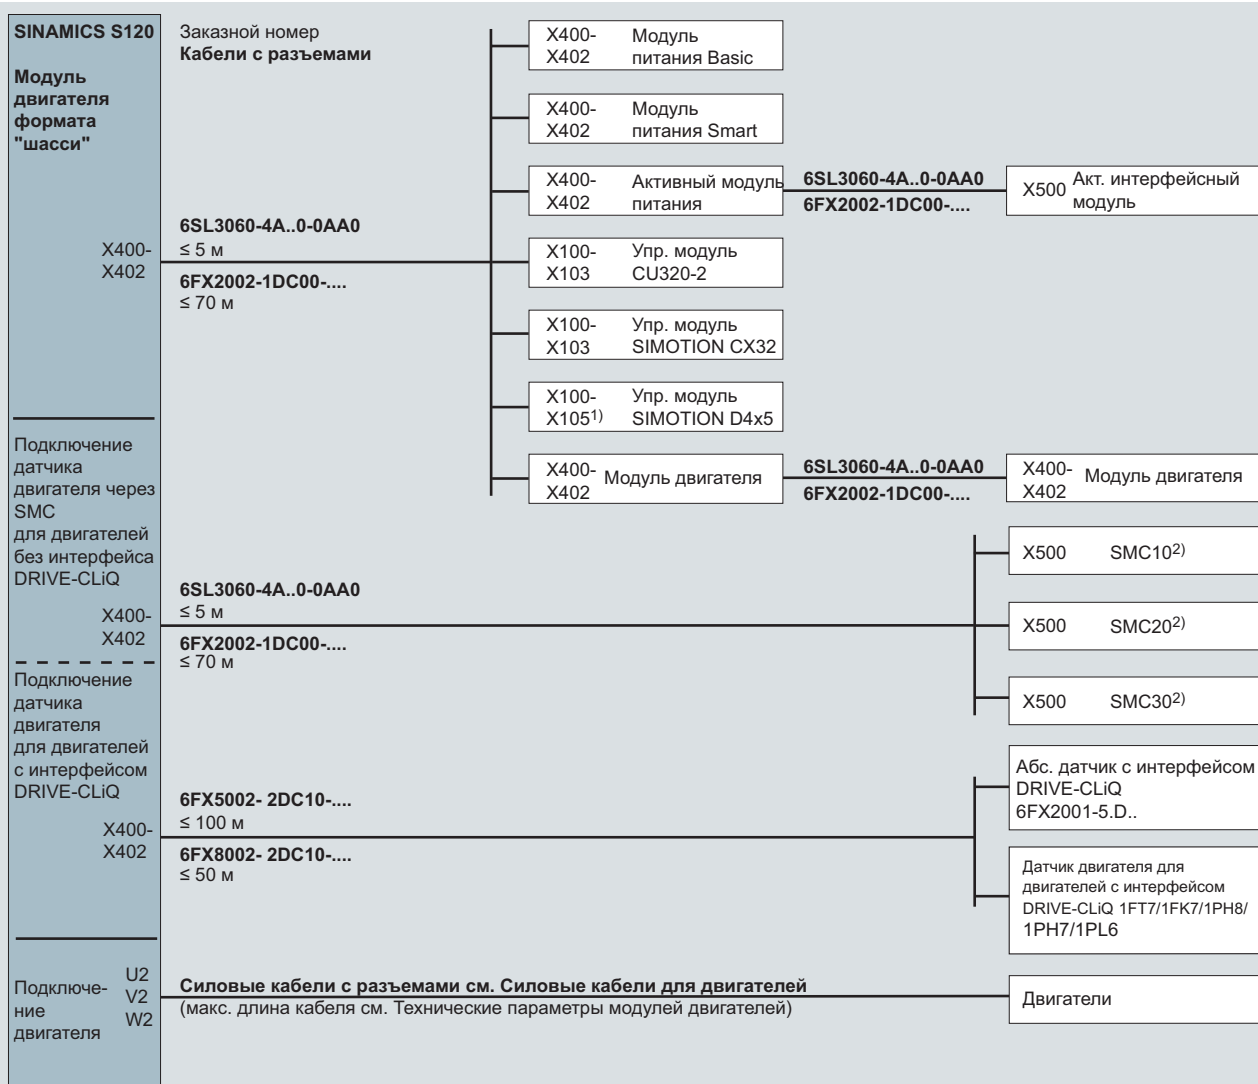 SINAMICS S120
Модуль
двигателя
формата
"шасси"
X400-
X402
Заказной номер
Кабели с разъемами
6SL3060-4A..0-0AA0
≤ 5 м
6FX2002-1DC00-....
≤ 70 м
X400- Модуль
X402 питания Basic
X400- Модуль
X402 питания Smart
X400- Активный модуль
X402 питания
6SL3060-4A..0-0AA0
6FX2002-1DC00-....
X500 Акт. интерфейсный
модуль
X100- Упр. модуль
X103 CU320-2
X100- Упр. модуль
X103 SIMOTION CX32
X100- Упр. модуль
X1051) SIMOTION D4x5
X400- Модуль двигателя
X402
6SL3060-4A..0-0AA0
6FX2002-1DC00-....
X400- Модуль двигателя
X402
Подключение
датчика
двигателя через
SMC
для двигателей
без интерфейса
DRIVE-CLiQ
X400-
X402
6SL3060-4A..0-0AA0
≤ 5 м
6FX2002-1DC00-....
≤ 70 м
X500 SMC102)
X500 SMC202)
X500 SMC302)
Подключение
датчика
двигателя
для двигателей
с интерфейсом
DRIVE-CLiQ
X400-
X402
6FX5002- 2DC10-....
≤ 100 м
6FX8002- 2DC10-....
≤ 50 м
Абс. датчик с интерфейсом
DRIVE-CLiQ
6FX2001-5.D..
Датчик двигателя для
двигателей с интерфейсом
DRIVE-CLiQ 1FT7/1FK7/1PH8/
1PH7/1PL6
Подключе-
ние
двигателя
U2
V2
W2
Силовые кабели с разъемами см. Силовые кабели для двигателей
(макс. длина кабеля см. Технические параметры модулей двигателей)
Двигатели